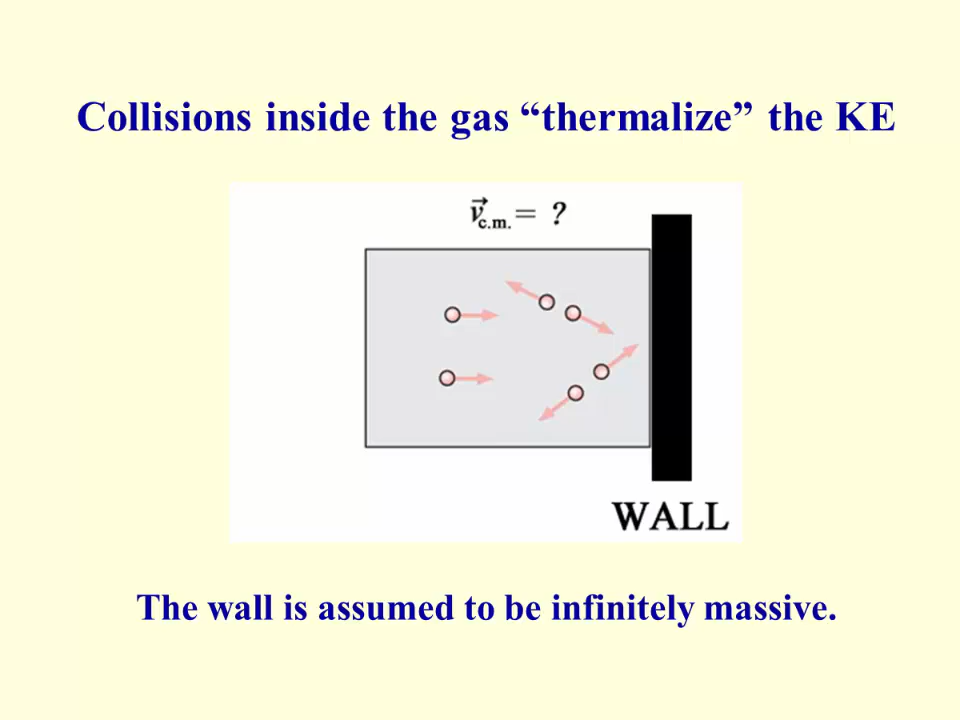 Collisions inside the gas “thermalize” the KE
v⃗c.m. = ?
WALL
The wall is assumed to be infinitely massive.